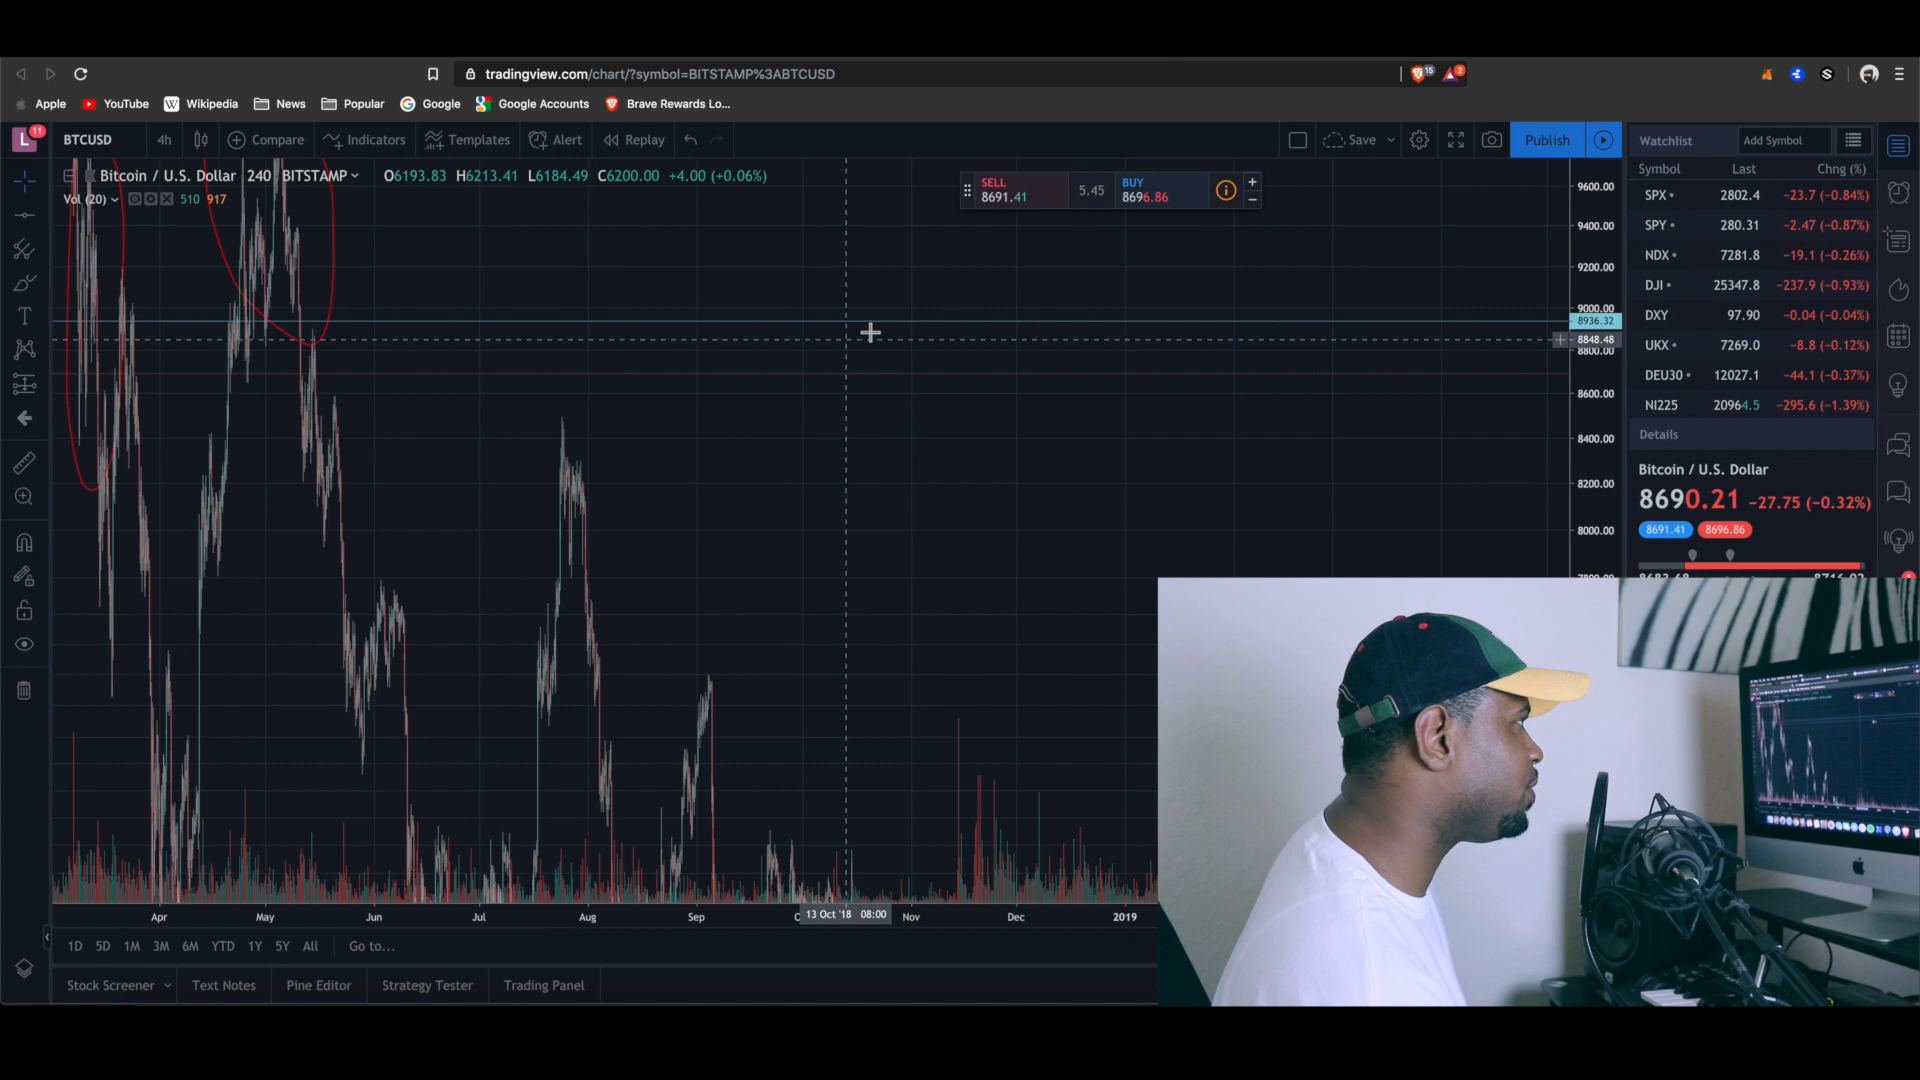 tradingview.com/chart/?symbol=BITSTAMP%3ABTCUSD 15 2
Apple YouTube W Wikipedia News Popular Google Google Accounts Brave Rewards Lo...
L 11 BTCUSD 4h Compare Indicators Templates Alert Replay Save Publish
Bitcoin / U.S. Dollar 240 BITSTAMP O6193.83 H6213.41 L6184.49 C6200.00 +4.00 (+0.06%)
Vol (20) 510 917
SELL
8691.41
5.45
BUY
8696.86
+
−
9600.00
9400.00
9200.00
9000.00
8936.32
8848.48
8800.00
8600.00
8400.00
8200.00
8000.00
Apr May Jun Jul Aug Sep 13 Oct '18 08:00 Nov Dec 2019
1D 5D 1M 3M 6M YTD 1Y 5Y All Go to...
Stock Screener Text Notes Pine Editor Strategy Tester Trading Panel
Watchlist Add Symbol
Symbol Last Chng (%)
SPX 2802.4 −23.7 (−0.84%)
SPY 280.31 −2.47 (−0.87%)
NDX 7281.8 −19.1 (−0.26%)
DJI 25347.8 −237.9 (−0.93%)
DXY 97.90 −0.04 (−0.04%)
UKX 7269.0 −8.8 (−0.12%)
DEU30 12027.1 −44.1 (−0.37%)
NI225 20964.5 −295.6 (−1.39%)
Details
Bitcoin / U.S. Dollar
8690.21 −27.75 (−0.32%)
8691.41 8696.86